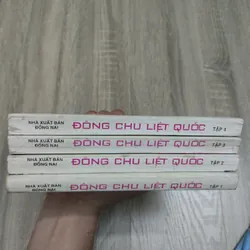 NHÀ XUẤT BẢN
ĐỒNG NAI
ĐÔNG CHU LIỆT QUỐC TẬP 4
NHÀ XUẤT BẢN
ĐỒNG NAI
ĐÔNG CHU LIỆT QUỐC TẬP 3
NHÀ XUẤT BẢN
ĐỒNG NAI
ĐÔNG CHU LIỆT QUỐC TẬP 2
NHÀ XUẤT BẢN
ĐỒNG NAI
ĐÔNG CHU LIỆT QUỐC TẬP 1